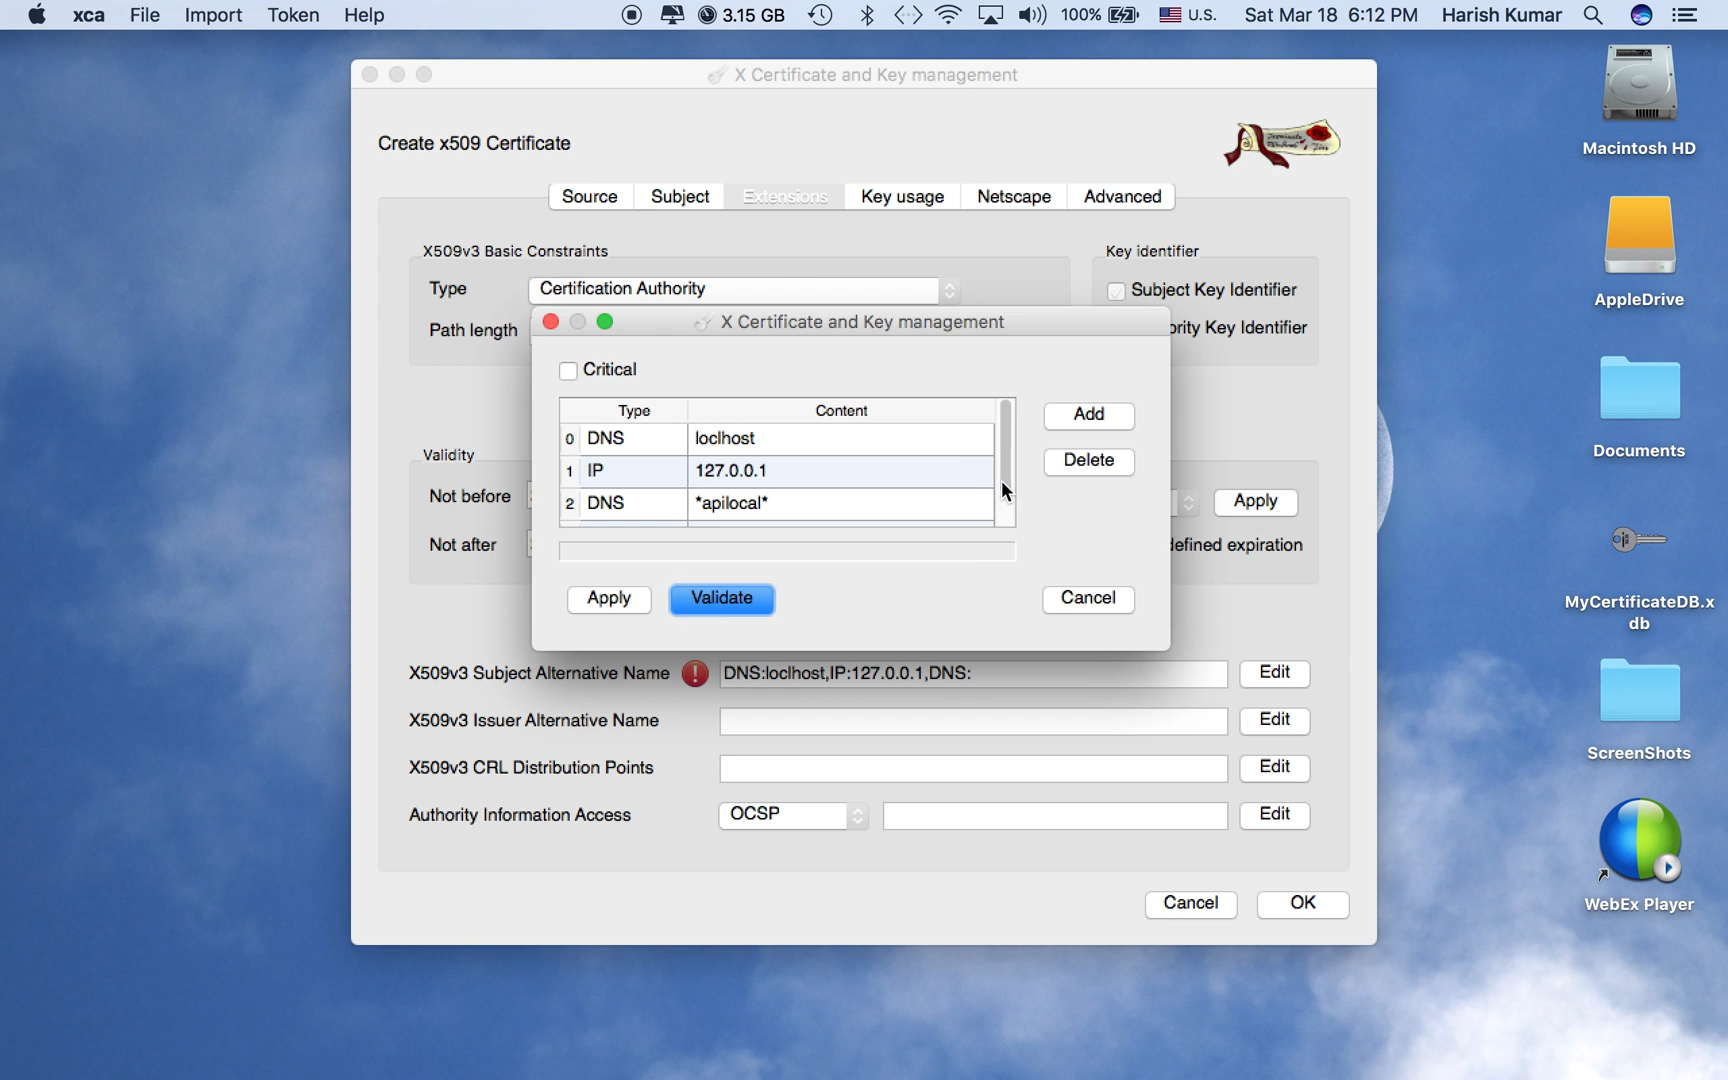 xca File Import Token Help 3.15 GB 100% U.S. Sat Mar 18 6:12 PM Harish Kumar
X Certificate and Key management
Create x509 Certificate
Source Subject Extensions Key usage Netscape Advanced
X509v3 Basic Constraints
Type Certification Authority
Path length
Key identifier
Subject Key Identifier
ority Key Identifier
X Certificate and Key management
Critical
Type Content
0 DNS loclhost
1 IP 127.0.0.1
2 DNS *apilocal*
Add
Delete
Apply Validate Cancel
Validity
Not before
Not after
Apply
defined expiration
X509v3 Subject Alternative Name DNS:loclhost,IP:127.0.0.1,DNS: Edit
X509v3 Issuer Alternative Name Edit
X509v3 CRL Distribution Points Edit
Authority Information Access OCSP Edit
Cancel OK
Macintosh HD
AppleDrive
Documents
MyCertificateDB.x
db
ScreenShots
WebEx Player